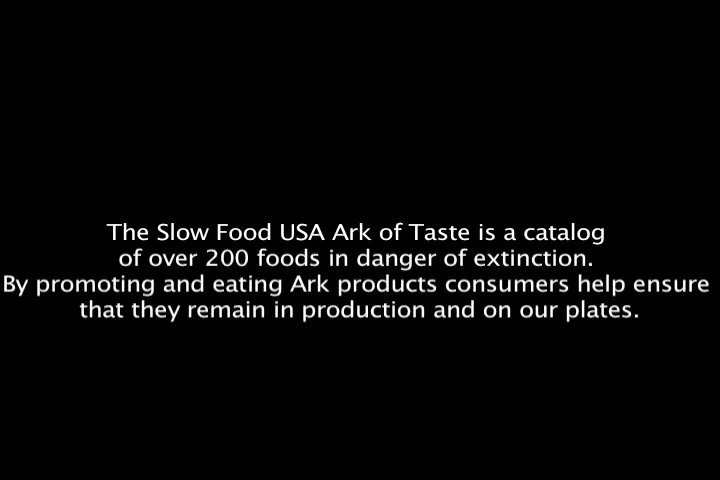 The Slow Food USA Ark of Taste is a catalog
of over 200 foods in danger of extinction.
By promoting and eating Ark products consumers help ensure
that they remain in production and on our plates.